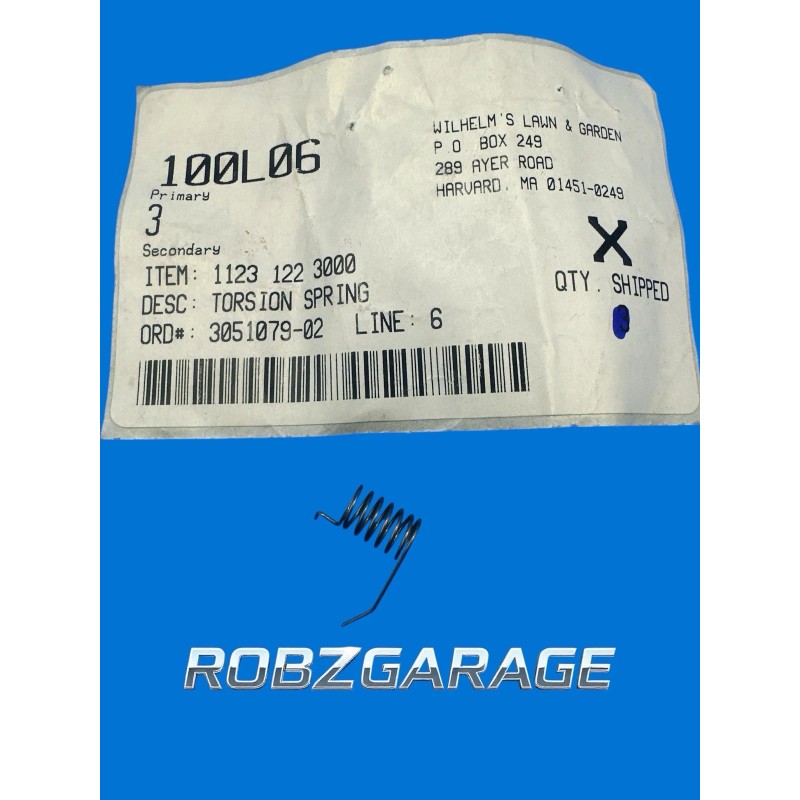 100L06
Primary
3
Secondary
ITEM: 1123 122 3000
DESC: TORSION SPRING
ORD#: 3051079-02 LINE: 6
WILHELM'S LAWN & GARDEN
P O BOX 249
289 AYER ROAD
HARVARD, MA 01451-0249
X
QTY. SHIPPED
ROBZGARAGE